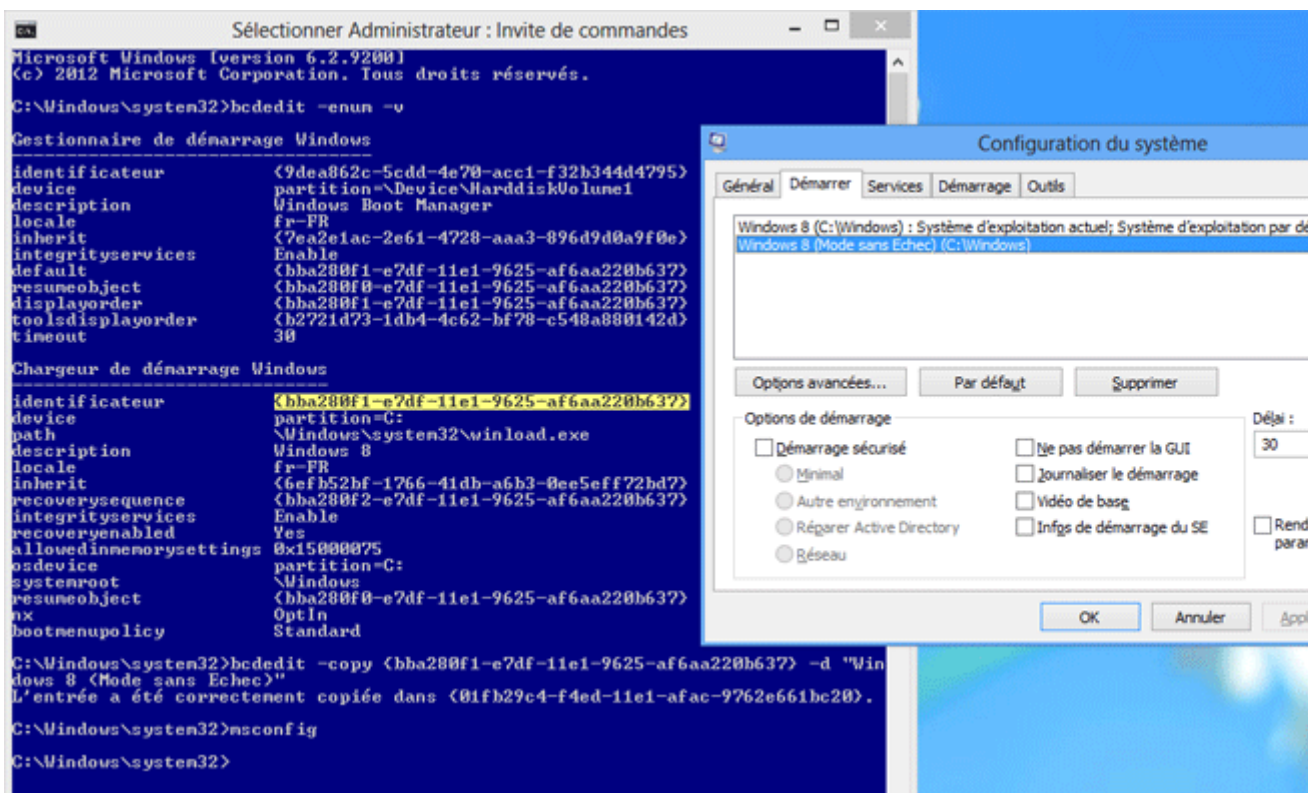 Sélectionner Administrateur : Invite de commandes
Microsoft Windows [version 6.2.9200]
(c) 2012 Microsoft Corporation. Tous droits réservés.
C:\Windows\system32>bcdedit -enum -v
Gestionnaire de démarrage Windows
identificateur {9dea862c-5cdd-4e70-acc1-f32b344d4795}
device partition=\Device\HarddiskVolume1
description Windows Boot Manager
locale fr-FR
inherit {7ea2e1ac-2e61-4728-aaa3-896d9d0a9f0e}
integrityservices Enable
default {bba280f1-e7df-11e1-9625-af6aa220b637}
resumeobject {bba280f0-e7df-11e1-9625-af6aa220b637}
displayorder {bba280f1-e7df-11e1-9625-af6aa220b637}
toolsdisplayorder {b2721d73-1db4-4c62-bf78-c548a880142d}
timeout 30
Chargeur de démarrage Windows
identificateur {bba280f1-e7df-11e1-9625-af6aa220b637}
device partition=C:
path \Windows\system32\winload.exe
description Windows 8
locale fr-FR
inherit {6efb52bf-1766-41db-a6b3-0ee5eff72bd7}
recoverysequence {bba280f2-e7df-11e1-9625-af6aa220b637}
integrityservices Enable
recoveryenabled Yes
allowedinmemorysettings 0x15000075
osdevice partition=C:
systemroot \Windows
resumeobject {bba280f0-e7df-11e1-9625-af6aa220b637}
nx OptIn
bootmenupolicy Standard
C:\Windows\system32>bcdedit -copy {bba280f1-e7df-11e1-9625-af6aa220b637} -d "Win
dows 8 (Mode sans Echec)"
L'entrée a été correctement copiée dans {01fb29c4-f4ed-11e1-afac-9762e661bc20}.
C:\Windows\system32>msconfig
C:\Windows\system32>
Configuration du système
Général Démarrer Services Démarrage Outils
Windows 8 (C:\Windows) : Système d'exploitation actuel; Système d'exploitation par dé
Windows 8 (Mode sans Echec) (C:\Windows)
Options avancées... Par défaut Supprimer
Options de démarrage
Délai :
Démarrage sécurisé Ne pas démarrer la GUI 30
Minimal Journaliser le démarrage
Autre environnement Vidéo de base
Réparer Active Directory Infos de démarrage du SE Rend
Réseau para
OK Annuler Appl